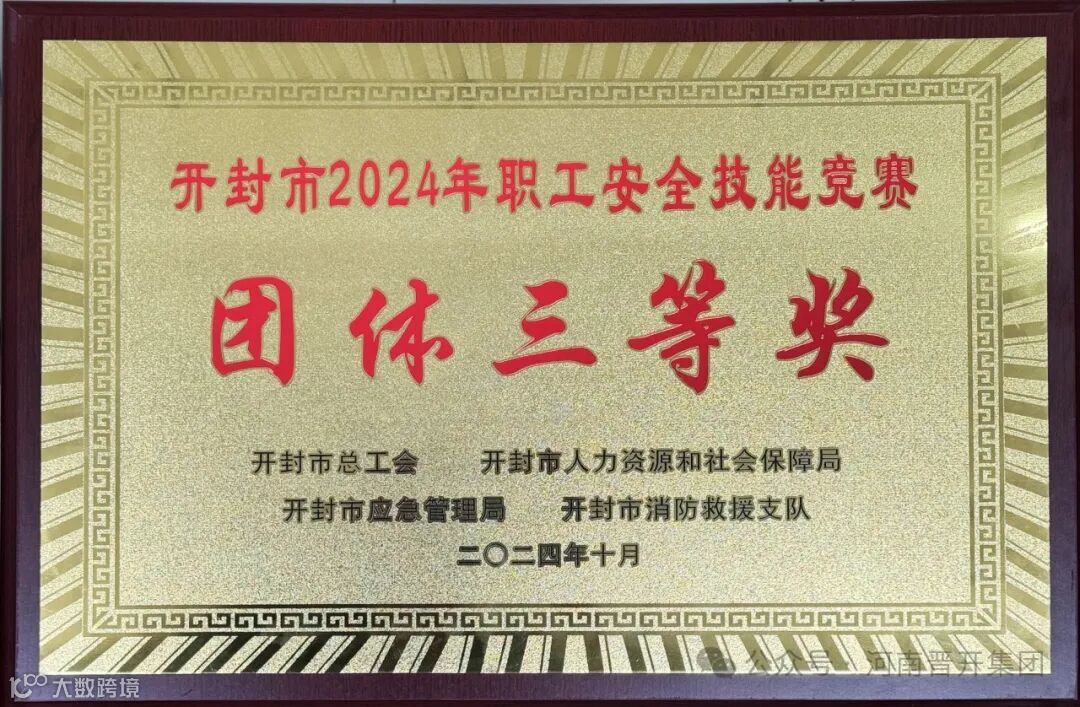 开封市2024年职工安全技能竞赛
团体三等奖
开封市总工会 开封市人力资源和社会保障局
开封市应急管理局 开封市消防救援支队
二〇二四年十月
公众号·河南晋开集团
大数跨境